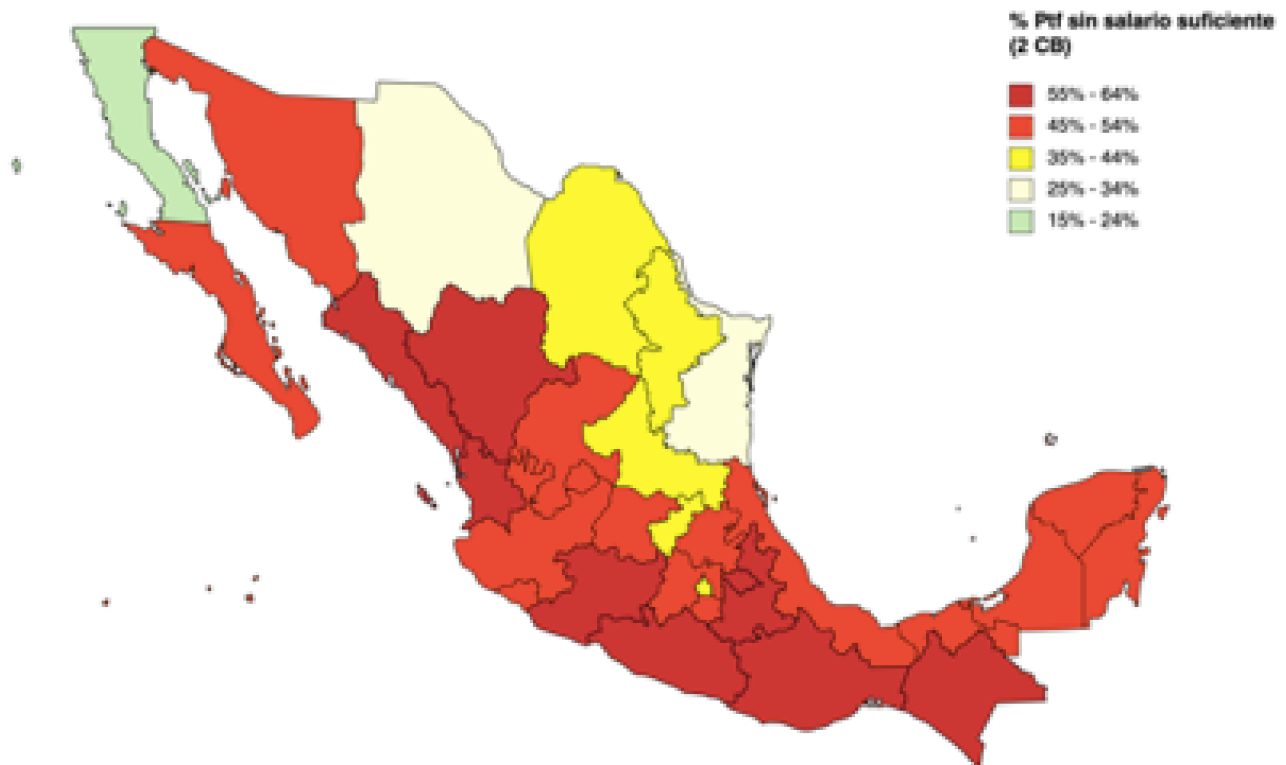 % Ptf sin salario suficiente
(2 CB)
55% - 64%
45% - 54%
35% - 44%
25% - 34%
15% - 24%